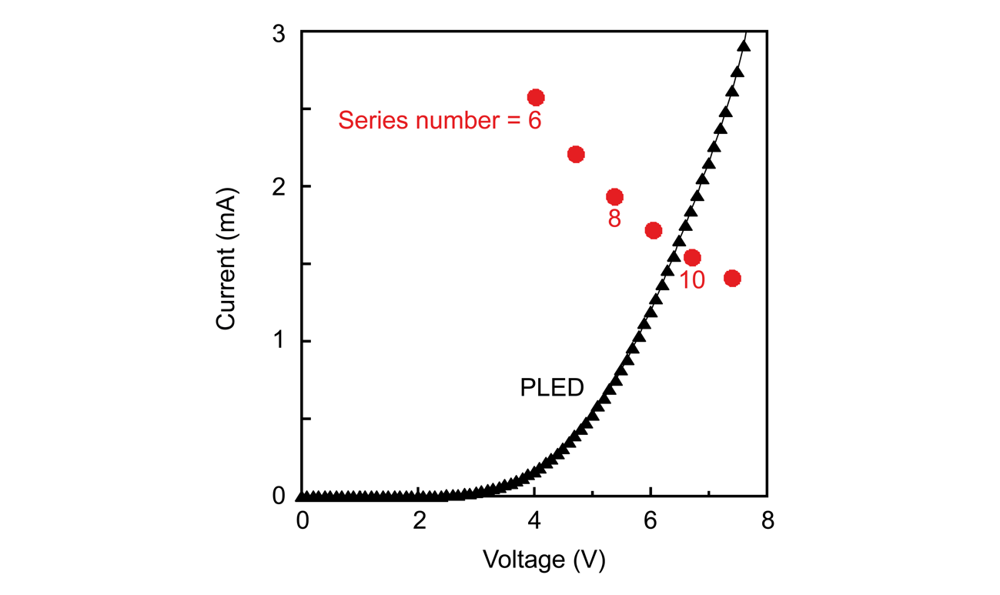 3
Series number = 6
2
8
Current (mA)
10
1
PLED
0
0 2 4 6 8
Voltage (V)